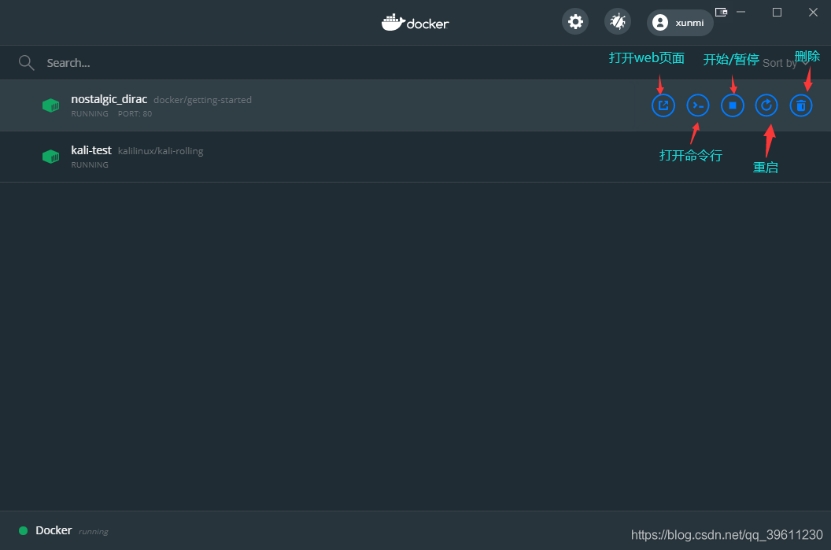 docker
xunmi
Search...
打开web页面
开始/暂停
Sort by
删除
nostalgic_dirac docker/getting-started
RUNNING PORT: 80
打开命令行
重启
kali-test kalilinux/kali-rolling
RUNNING
Docker running
https://blog.csdn.net/qq_39611230